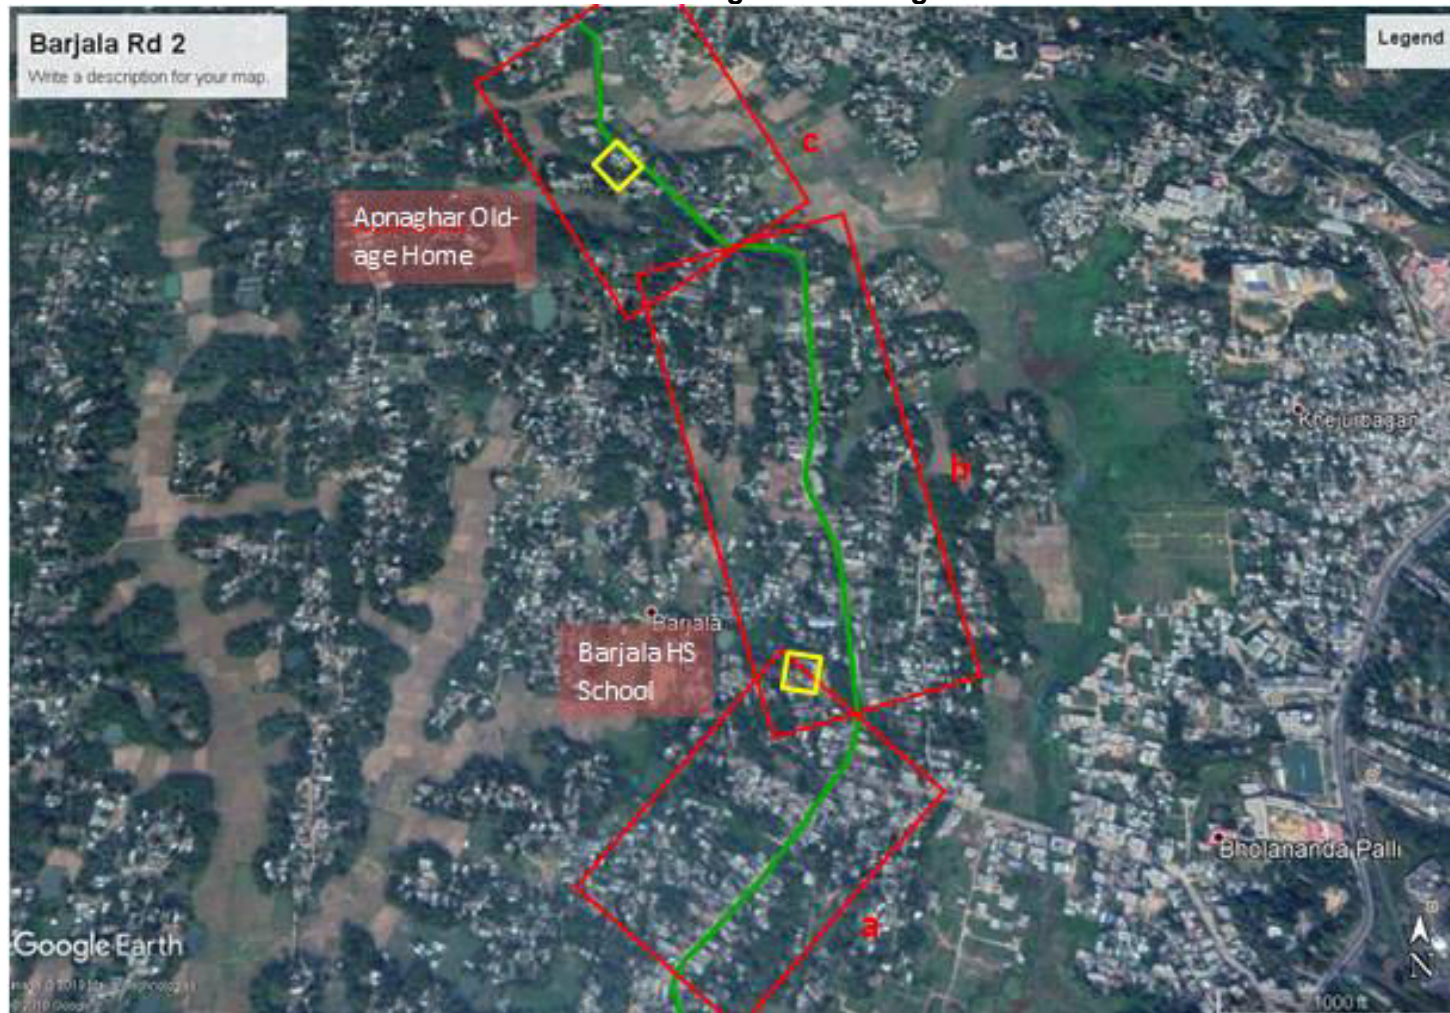 Barjala Rd 2
Write a description for your map.
Legend
c
Apnaghar Old-
age Home
Khejurbagan
b
Barjala
Barjala HS
School
Bholananda Palli
a
Google Earth
N
1000 ft